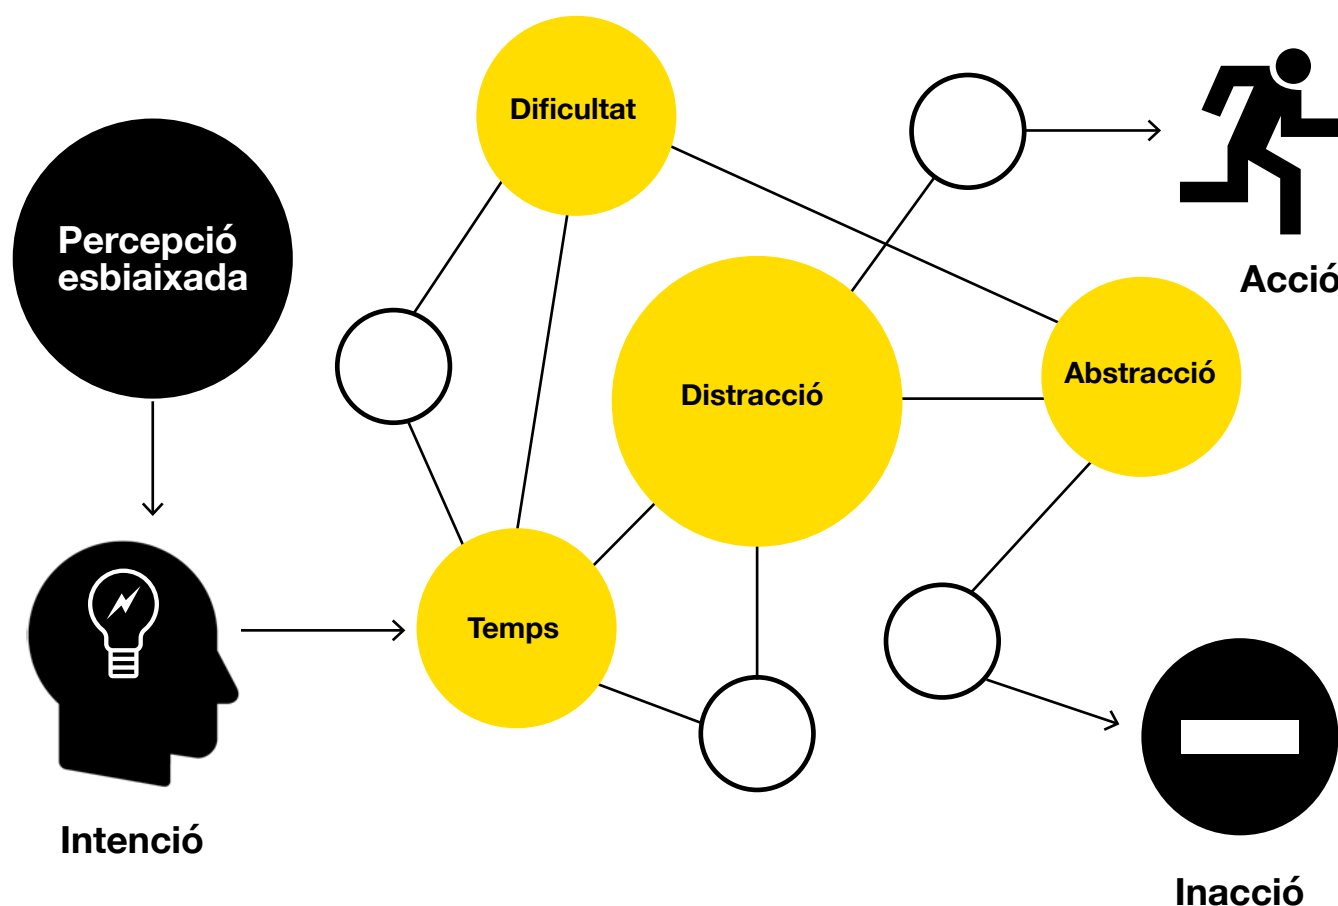 Dificultat
Percepció
esbiaixada
Acció
Abstracció
Distracció
Temps
Intenció
Inacció